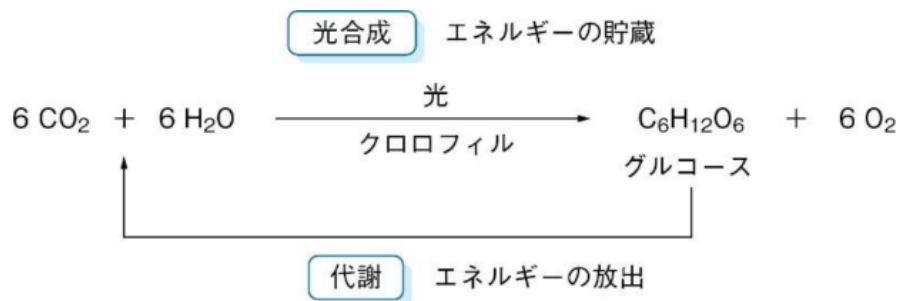 光合成 エネルギーの貯蔵
光
6 CO₂ + 6 H₂O C₆H₁₂O₆ + 6 O₂
クロロフィル
グルコース
代謝 エネルギーの放出